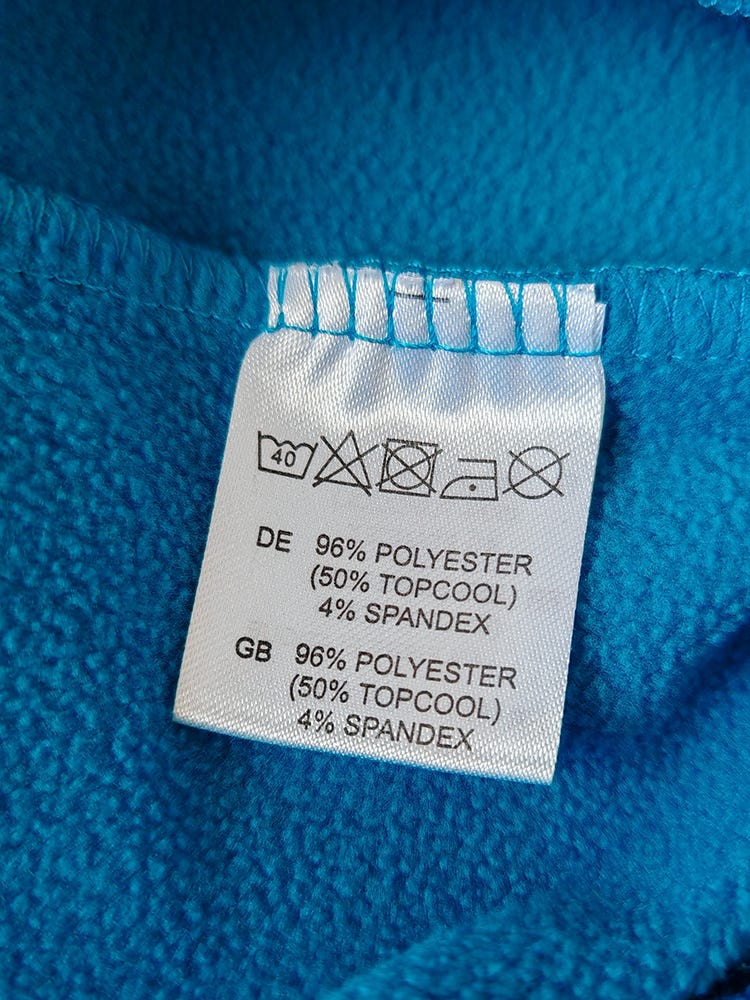 40
DE 96% POLYESTER
(50% TOPCOOL)
4% SPANDEX
GB 96% POLYESTER
(50% TOPCOOL)
4% SPANDEX